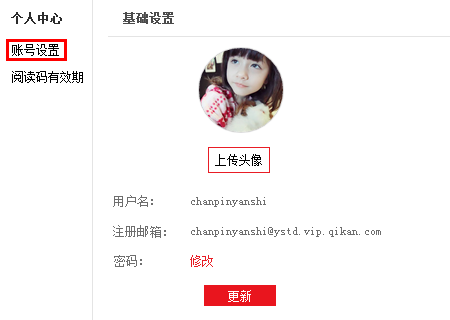 个人中心
账号设置
阅读码有效期
基础设置
上传头像
用户名： chanpinyanshi
注册邮箱： chanpinyanshi@ystd.vip.qikan.com
密码： 修改
更新